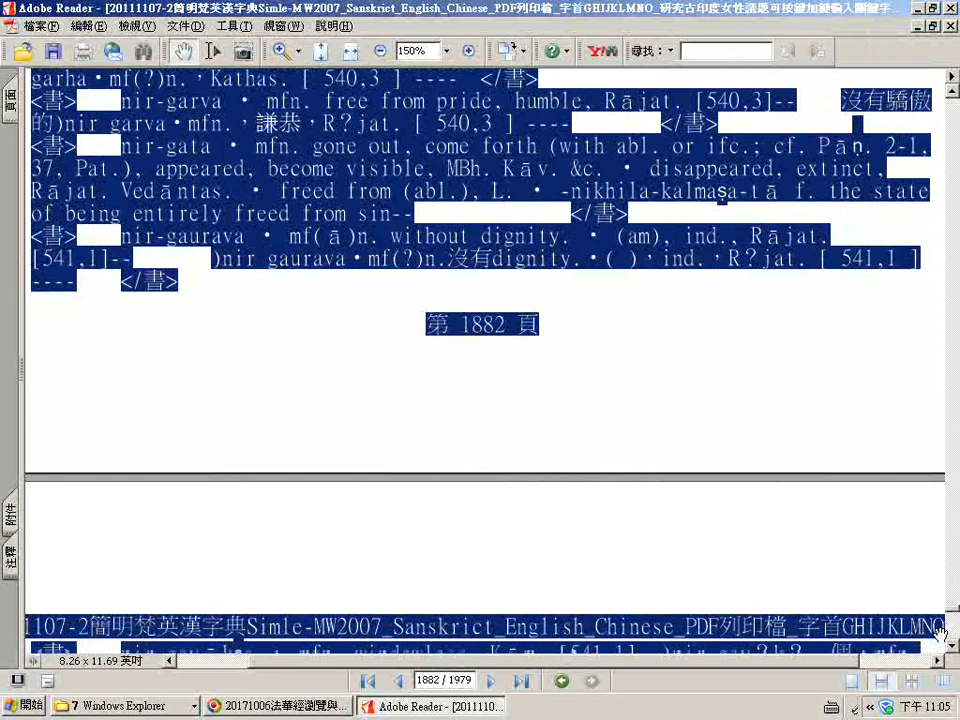 Adobe Reader - [20111107-2簡明梵英漢字典Simle-MW2007_Sanskrict_English_Chinese_PDF列印檔_字首GHIJKLMNO_研究古印度女性議題可按鍵加鍵輸入關鍵字
檔案(F) 編輯(E) 檢視(V) 文件(D) 工具(T) 視窗(W) 說明(H)
150% 尋找：
頁面
garha‧mf(?)n.，Kathas. [ 540,3 ] ---- </書>
<書> nir-garva ‧ mfn. free from pride, humble, Rājat. [540,3]-- 沒有驕傲
的)nir garva‧mfn.，謙恭，R？jat. [ 540,3 ] ---- </書>
<書> nir-gata ‧ mfn. gone out, come forth (with abl. or ifc.; cf. Pāṇ. 2-1,
37, Pat.), appeared, become visible, MBh. Kāv. &c. ‧ disappeared, extinct,
Rājat. Vedāntas. ‧ freed from (abl.), L. ‧ -nikhila-kalmaṣa-tā f. the state
of being entirely freed from sin-- </書>
<書> nir-gaurava ‧ mf(ā)n. without dignity. ‧ (am), ind., Rājat.
[541,1]-- )nir gaurava‧mf(?)n.沒有dignity.‧( )，ind.，R？jat. [ 541,1 ]
---- </書>
第 1882 頁
附件
注釋
1107-2簡明梵英漢字典Simle-MW2007_Sanskrict_English_Chinese_PDF列印檔_字首GHIJKLMNO
8.26 x 11.69 英吋
1882 / 1979
開始 7 Windows Explorer 20171006法華經瀏覽與... Adobe Reader - [2011110... 下午 11:05